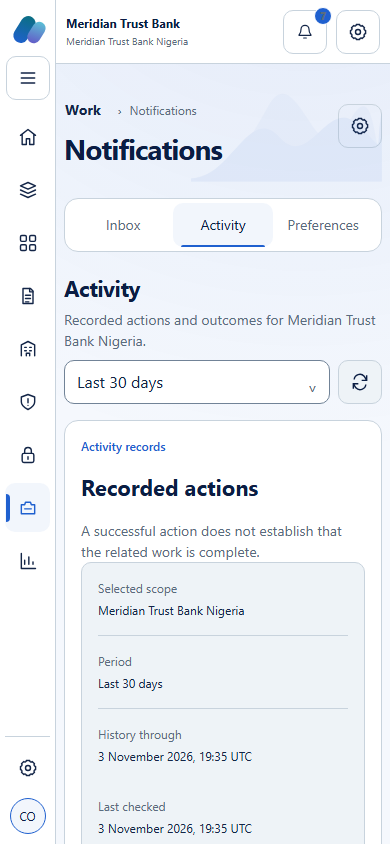 Meridian Trust Bank
Meridian Trust Bank Nigeria
Work › Notifications
Notifications
Inbox Activity Preferences
Activity
Recorded actions and outcomes for Meridian Trust
Bank Nigeria.
Last 30 days
Activity records
Recorded actions
A successful action does not establish that
the related work is complete.
Selected scope
Meridian Trust Bank Nigeria
Period
Last 30 days
History through
3 November 2026, 19:35 UTC
Last checked
3 November 2026, 19:35 UTC
CO